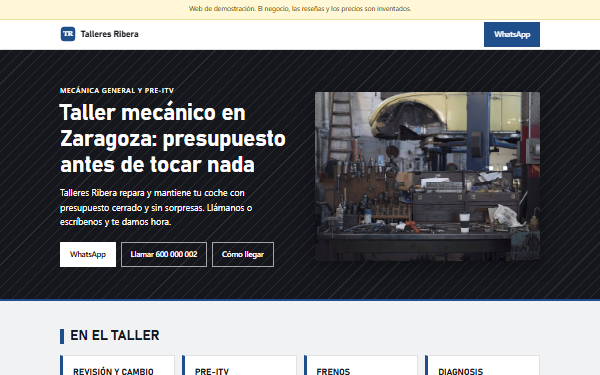 Web de demostración. El negocio, las reseñas y los precios son inventados.
TR Talleres Ribera
WhatsApp
MECÁNICA GENERAL Y PRE-ITV
Taller mecánico en
Zaragoza: presupuesto
antes de tocar nada
Talleres Ribera repara y mantiene tu coche con
presupuesto cerrado y sin sorpresas. Llámanos o
escríbenos y te damos hora.
WhatsApp
Llamar 600 000 002
Cómo llegar
EN EL TALLER
REVISIÓN Y CAMBIO
PRE-ITV
FRENOS
DIAGNOSIS